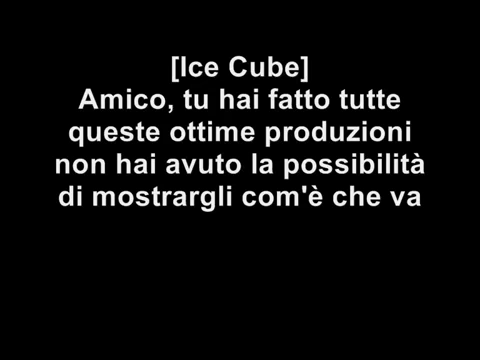 [Ice Cube]
Amico, tu hai fatto tutte
queste ottime produzioni
non hai avuto la possibilità
di mostrargli com'è che va